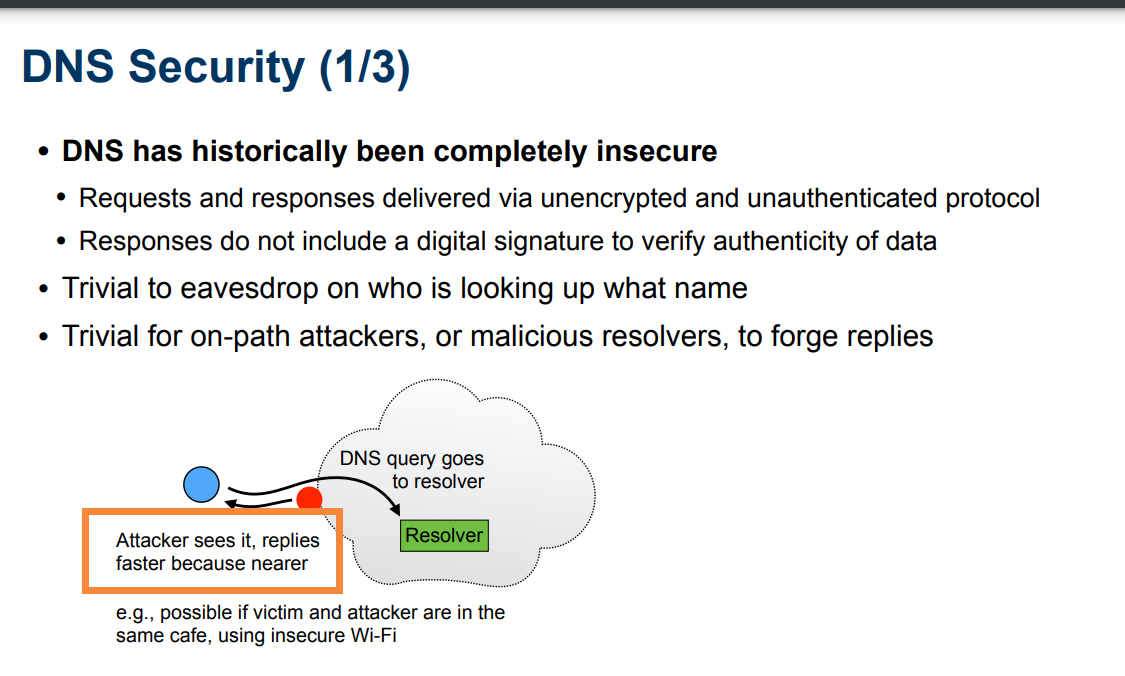 DNS Security (1/3)
• DNS has historically been completely insecure
• Requests and responses delivered via unencrypted and unauthenticated protocol
• Responses do not include a digital signature to verify authenticity of data
• Trivial to eavesdrop on who is looking up what name
• Trivial for on-path attackers, or malicious resolvers, to forge replies
DNS query goes
to resolver
Resolver
Attacker sees it, replies
faster because nearer
e.g., possible if victim and attacker are in the
same cafe, using insecure Wi-Fi